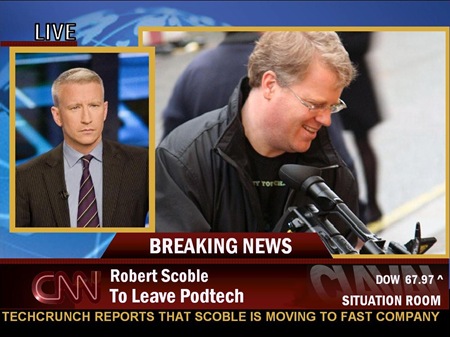 LIVE
BREAKING NEWS
CNN
Robert Scoble
To Leave Podtech
DOW 67.97 ^
SITUATION ROOM
TECHCRUNCH REPORTS THAT SCOBLE IS MOVING TO FAST COMPANY